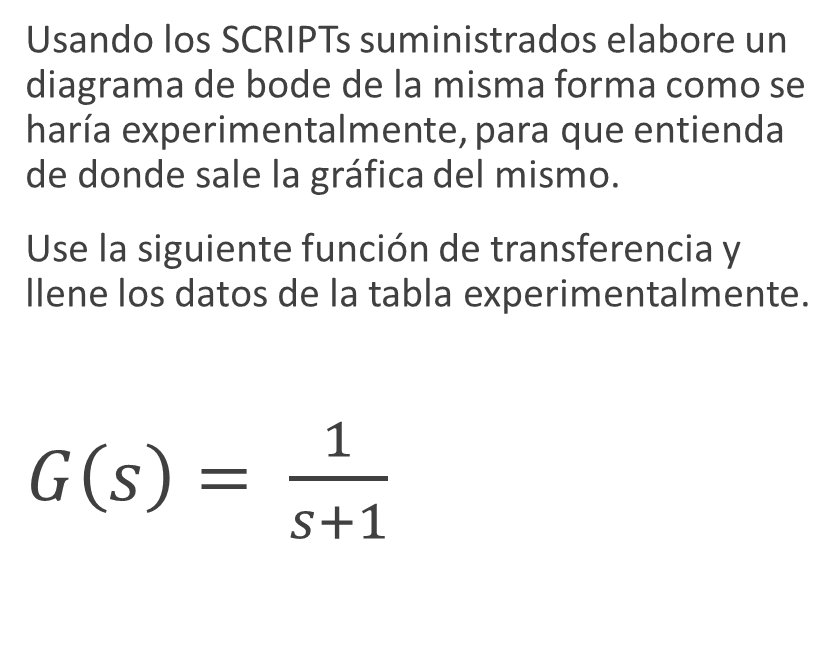 Usando los SCRIPTs suministrados elabore un
diagrama de bode de la misma forma como se
haría experimentalmente, para que entienda
de donde sale la gráfica del mismo.
Use la siguiente función de transferencia y
llene los datos de la tabla experimentalmente.
G(s) = 1
s+1